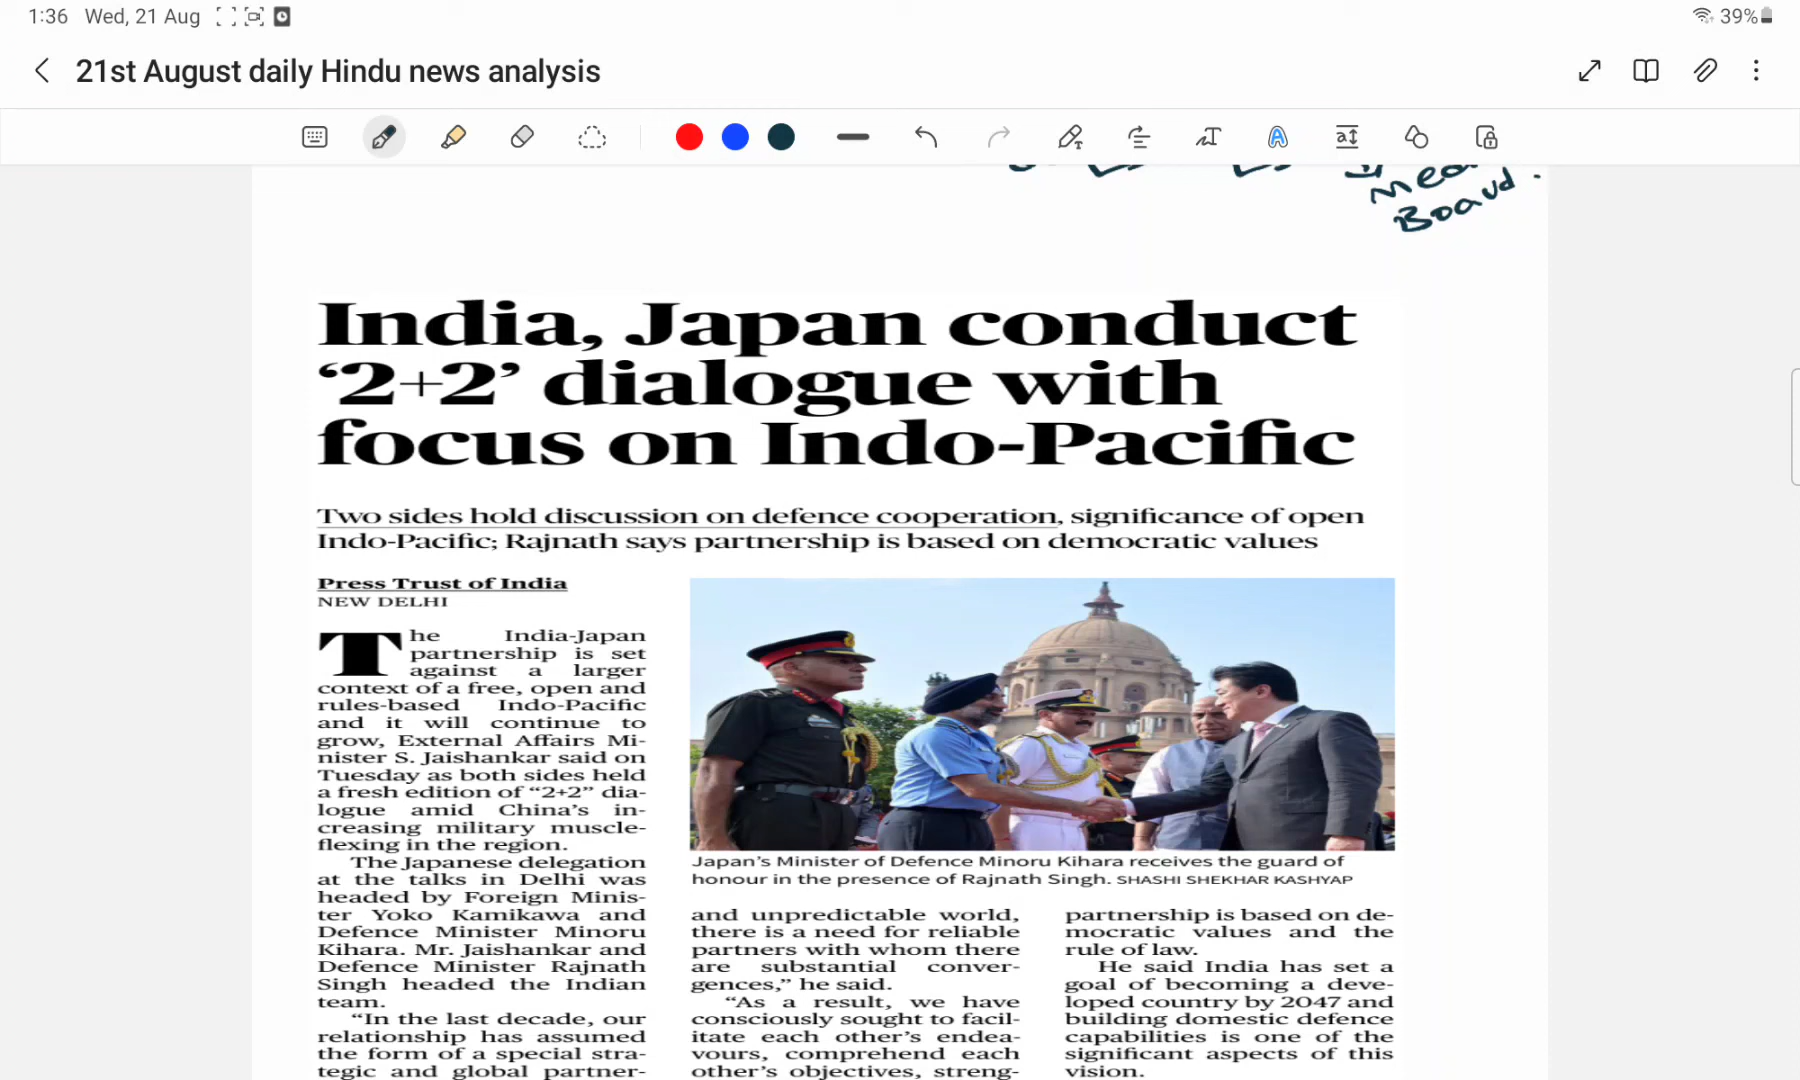 1:36 Wed, 21 Aug
39%
21st August daily Hindu news analysis
Board.
India, Japan conduct
‘2+2’ dialogue with
focus on Indo-Pacific
Two sides hold discussion on defence cooperation, significance of open
Indo-Pacific; Rajnath says partnership is based on democratic values
Press Trust of India
NEW DELHI
The India-Japan
partnership is set
against a larger
context of a free, open and
rules-based Indo-Pacific
and it will continue to
grow, External Affairs Mi-
nister S. Jaishankar said on
Tuesday as both sides held
a fresh edition of “2+2” dia-
logue amid China’s in-
creasing military muscle-
flexing in the region.
The Japanese delegation
at the talks in Delhi was
headed by Foreign Minis-
ter Yoko Kamikawa and
Defence Minister Minoru
Kihara. Mr. Jaishankar and
Defence Minister Rajnath
Singh headed the Indian
team.
“In the last decade, our
relationship has assumed
the form of a special stra-
tegic and global partner-
Japan’s Minister of Defence Minoru Kihara receives the guard of
honour in the presence of Rajnath Singh. SHASHI SHEKHAR KASHYAP
and unpredictable world,
there is a need for reliable
partners with whom there
are substantial conver-
gences,” he said.
“As a result, we have
consciously sought to facil-
itate each other’s endea-
vours, comprehend each
other’s objectives, streng-
partnership is based on de-
mocratic values and the
rule of law.
He said India has set a
goal of becoming a deve-
loped country by 2047 and
building domestic defence
capabilities is one of the
significant aspects of this
vision.